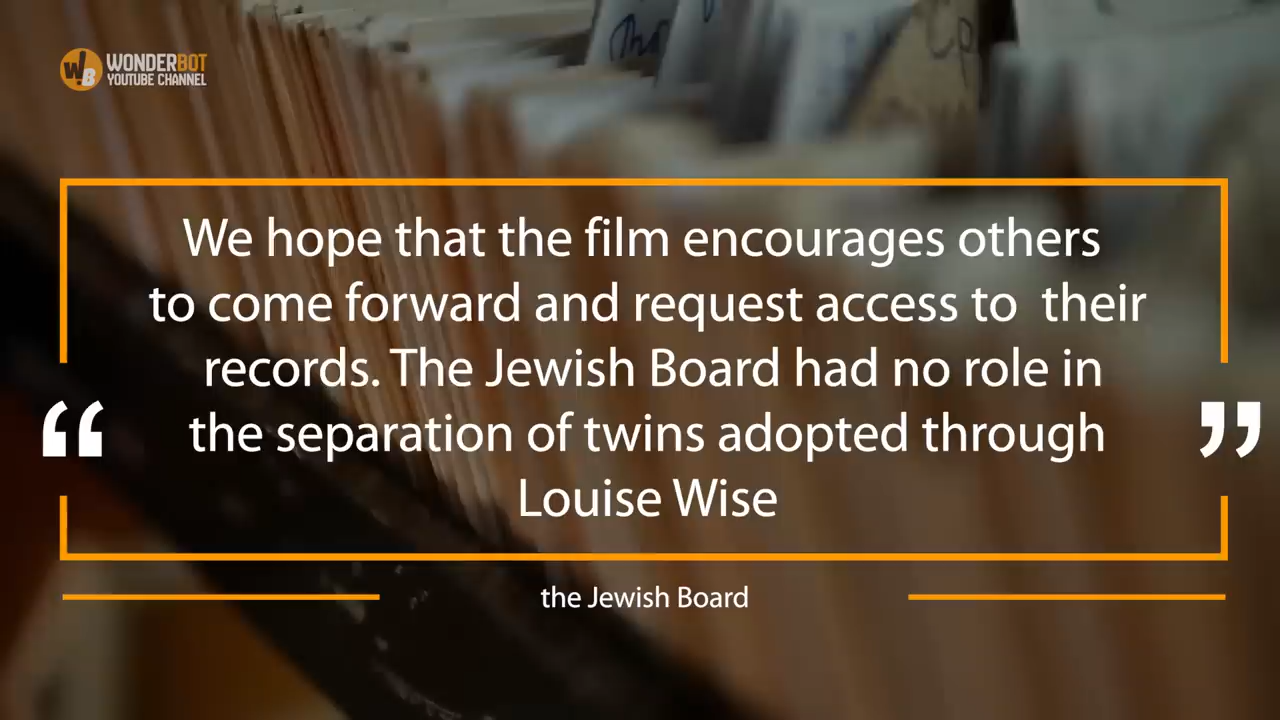 WONDERBOT
YOUTUBE CHANNEL
We hope that the film encourages others
to come forward and request access to their
records. The Jewish Board had no role in
the separation of twins adopted through
Louise Wise
“ ”
the Jewish Board